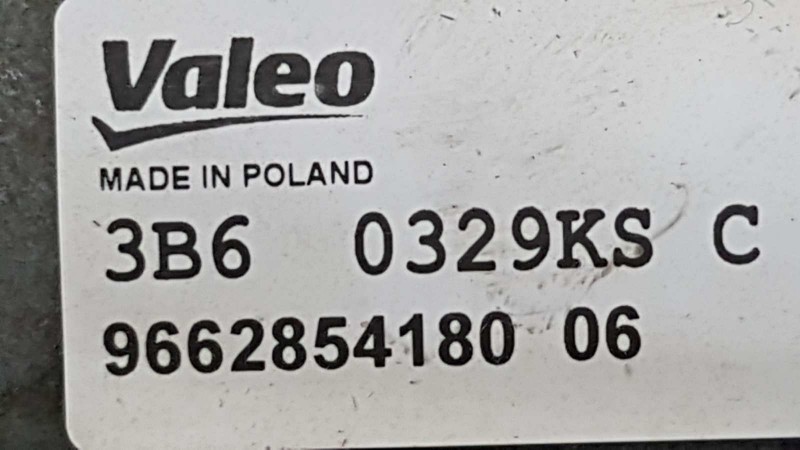 Valeo
MADE IN POLAND
3B6 0329KS C
9662854180 06